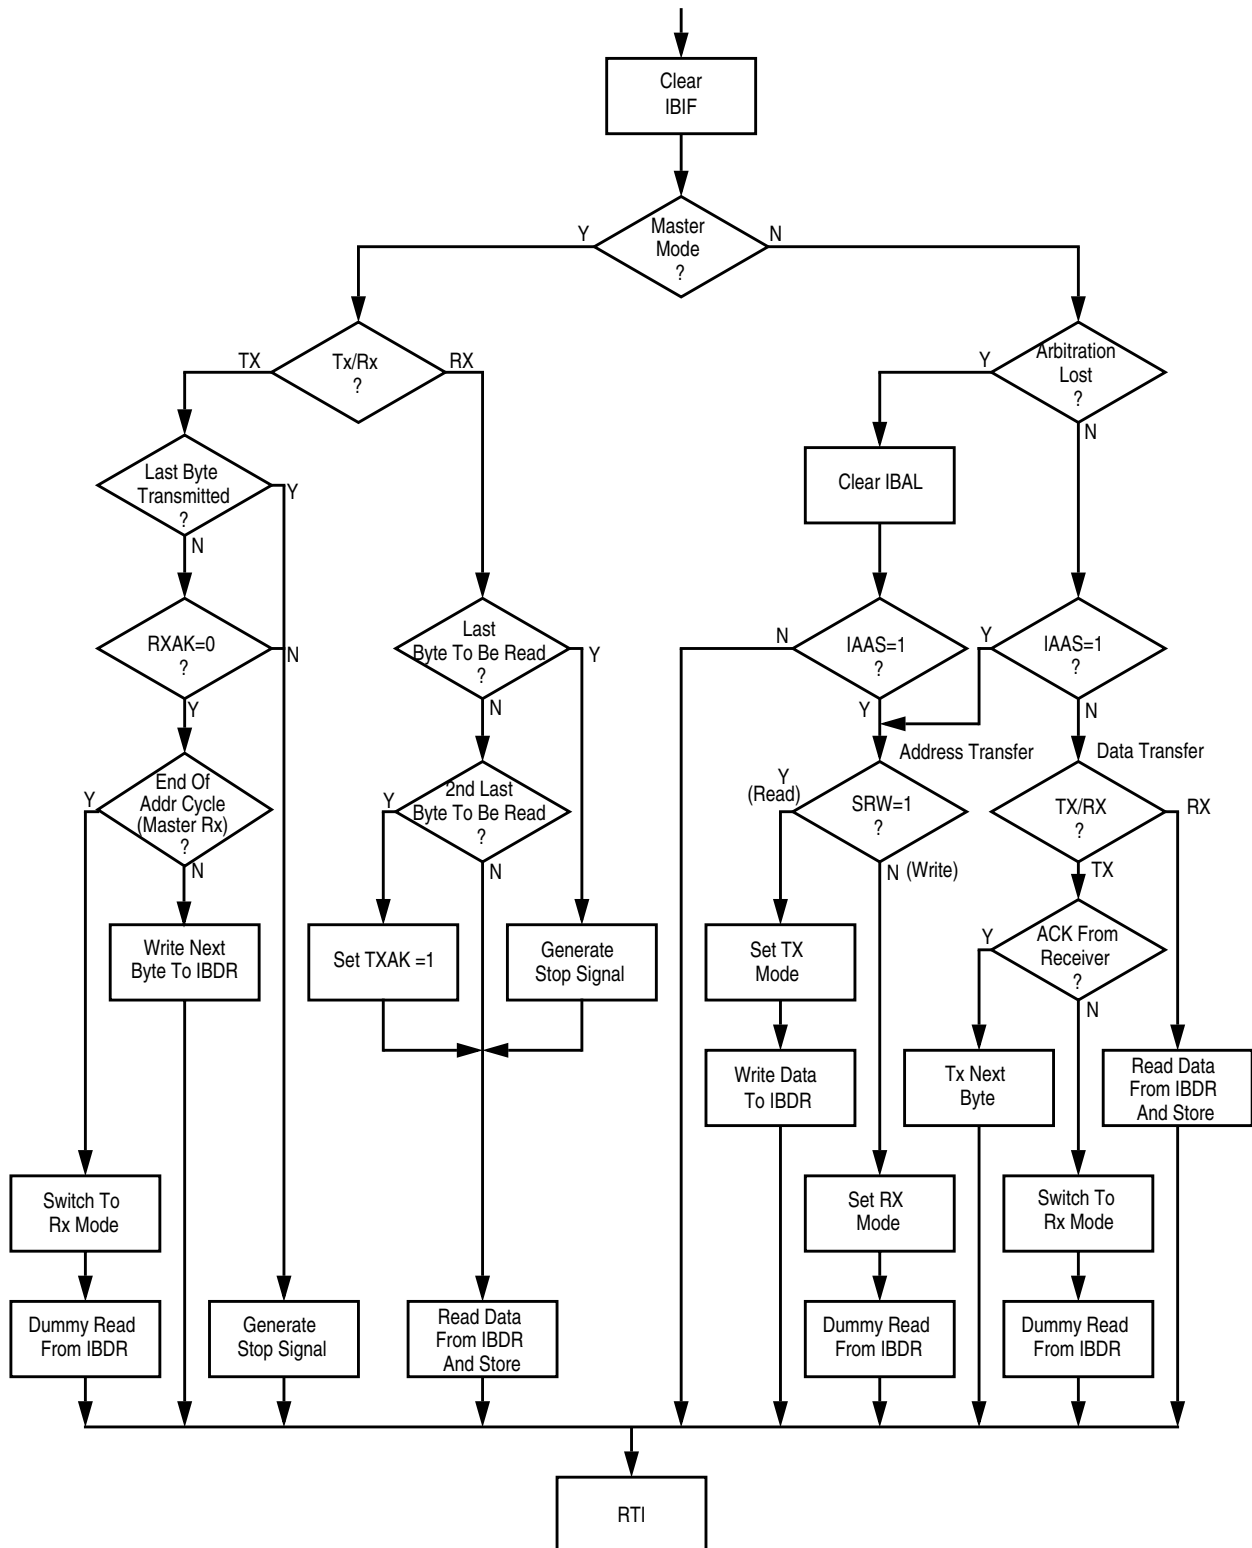 Clear
IBIF
Master
Mode
?
Y
N
Tx/Rx
?
TX
RX
Arbitration
Lost
?
Y
N
Last Byte
Transmitted
?
Y
N
Clear IBAL
RXAK=0
?
N
Y
Last
Byte To Be Read
?
Y
N
IAAS=1
?
N
Y
IAAS=1
?
Y
N
Address Transfer
Data Transfer
End Of
Addr Cycle
(Master Rx)
?
Y
N
2nd Last
Byte To Be Read
?
Y
N
Y
(Read)
SRW=1
?
N (Write)
TX/RX
?
RX
TX
Write Next
Byte To IBDR
Set TXAK =1
Generate
Stop Signal
Set TX
Mode
ACK From
Receiver
?
Y
N
Write Data
To IBDR
Tx Next
Byte
Read Data
From IBDR
And Store
Switch To
Rx Mode
Set RX
Mode
Switch To
Rx Mode
Dummy Read
From IBDR
Generate
Stop Signal
Read Data
From IBDR
And Store
Dummy Read
From IBDR
Dummy Read
From IBDR
RTI